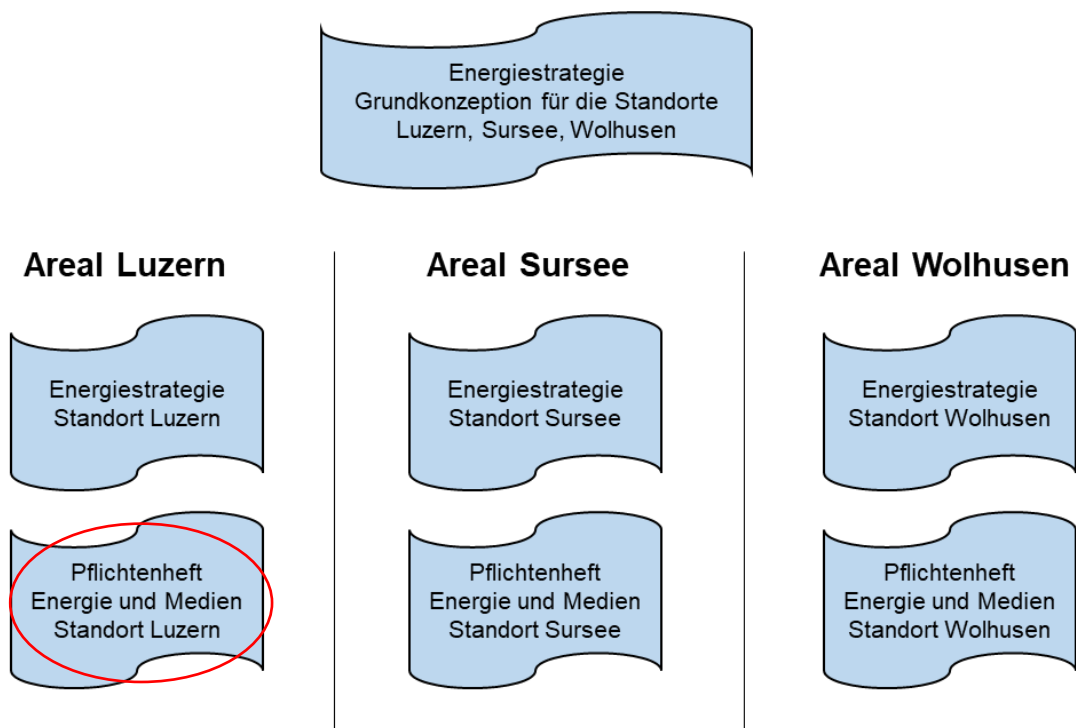 Energiestrategie
Grundkonzeption für die Standorte
Luzern, Sursee, Wolhusen
Areal Luzern
Energiestrategie
Standort Luzern
Pflichtenheft
Energie und Medien
Standort Luzern
Areal Sursee
Energiestrategie
Standort Sursee
Pflichtenheft
Energie und Medien
Standort Sursee
Areal Wolhusen
Energiestrategie
Standort Wolhusen
Pflichtenheft
Energie und Medien
Standort Wolhusen